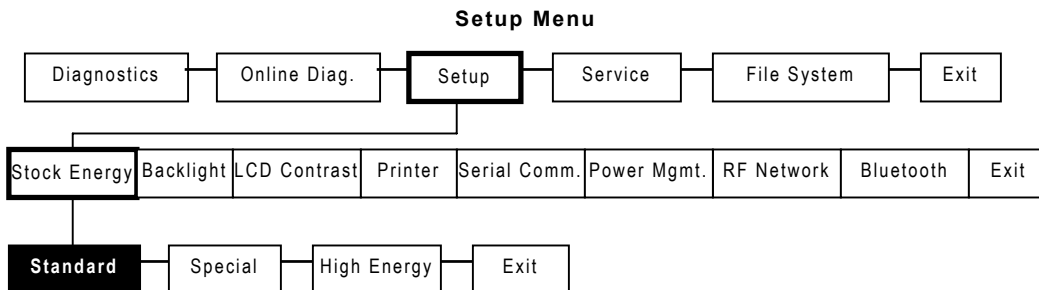 Setup Menu
Diagnostics Online Diag. Setup Service File System Exit
Stock Energy Backlight LCD Contrast Printer Serial Comm. Power Mgmt. RF Network Bluetooth Exit
Standard Special High Energy Exit